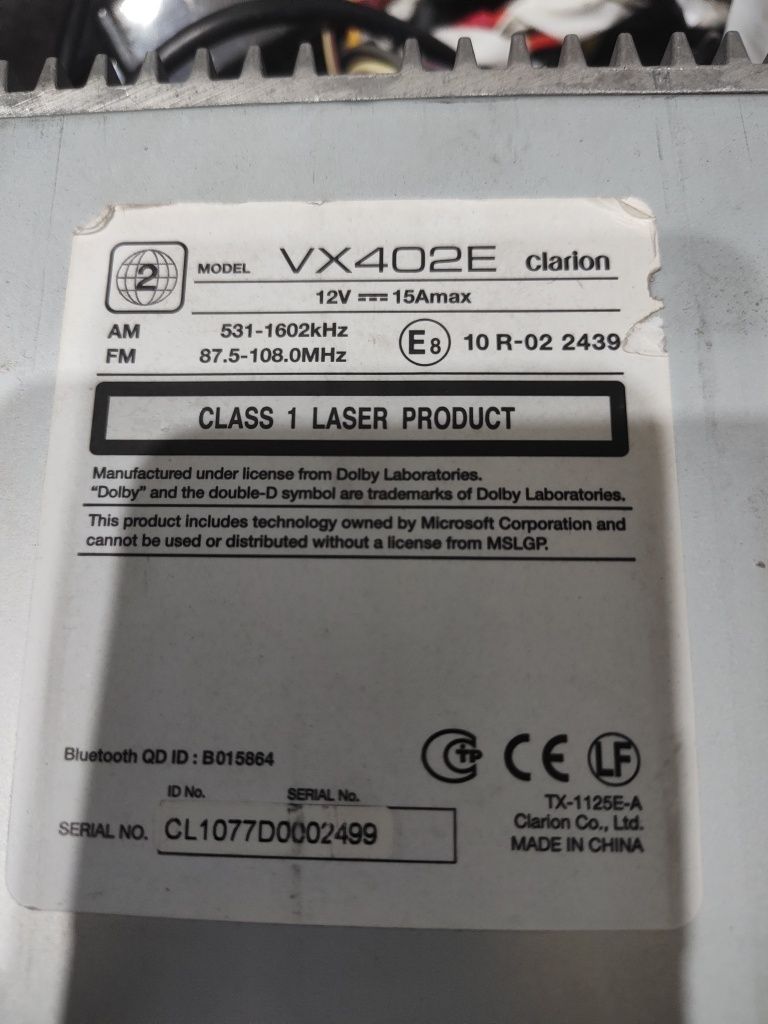 2
MODEL VX402E clarion
12V ⎓ 15Amax
AM 531-1602kHz
FM 87.5-108.0MHz
E8 10 R-02 2439
CLASS 1 LASER PRODUCT
Manufactured under license from Dolby Laboratories.
“Dolby” and the double-D symbol are trademarks of Dolby Laboratories.
This product includes technology owned by Microsoft Corporation and
cannot be used or distributed without a license from MSLGP.
Bluetooth QD ID : B015864
CE LF
ID No. SERIAL No.
SERIAL NO. CL1077D0002499
TX-1125E-A
Clarion Co., Ltd.
MADE IN CHINA